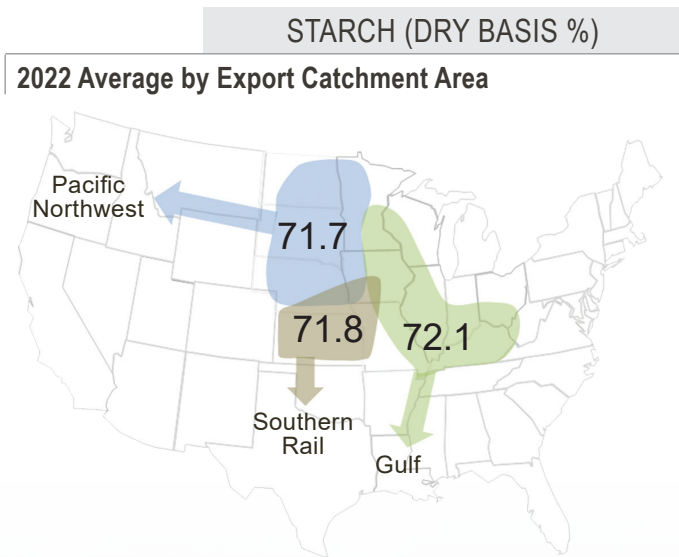 STARCH (DRY BASIS %)
2022 Average by Export Catchment Area
Pacific
Northwest
71.7
71.8
72.1
Southern
Rail
Gulf